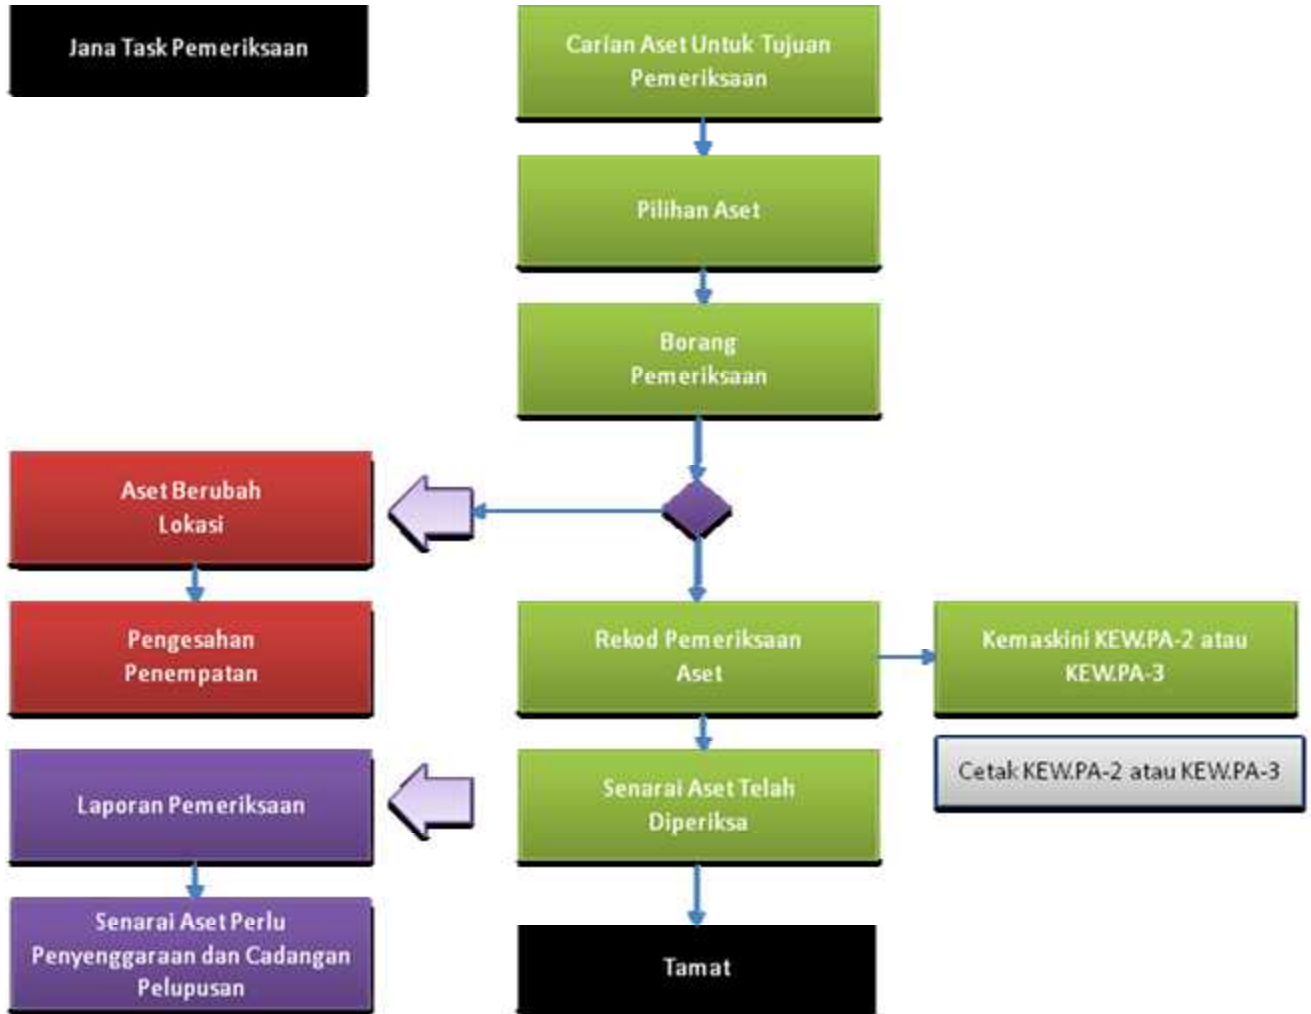 Jana Task Pemeriksaan
Carian Aset Untuk Tujuan
Pemeriksaan
Pilihan Aset
Borang
Pemeriksaan
Aset Berubah
Lokasi
Pengesahan
Penempatan
Rekod Pemeriksaan
Aset
Kemaskini KEW.PA-2 atau
KEW.PA-3
Cetak KEW.PA-2 atau KEW.PA-3
Laporan Pemeriksaan
Senarai Aset Telah
Diperiksa
Senarai Aset Perlu
Penyenggaraan dan Cadangan
Pelupusan
Tamat